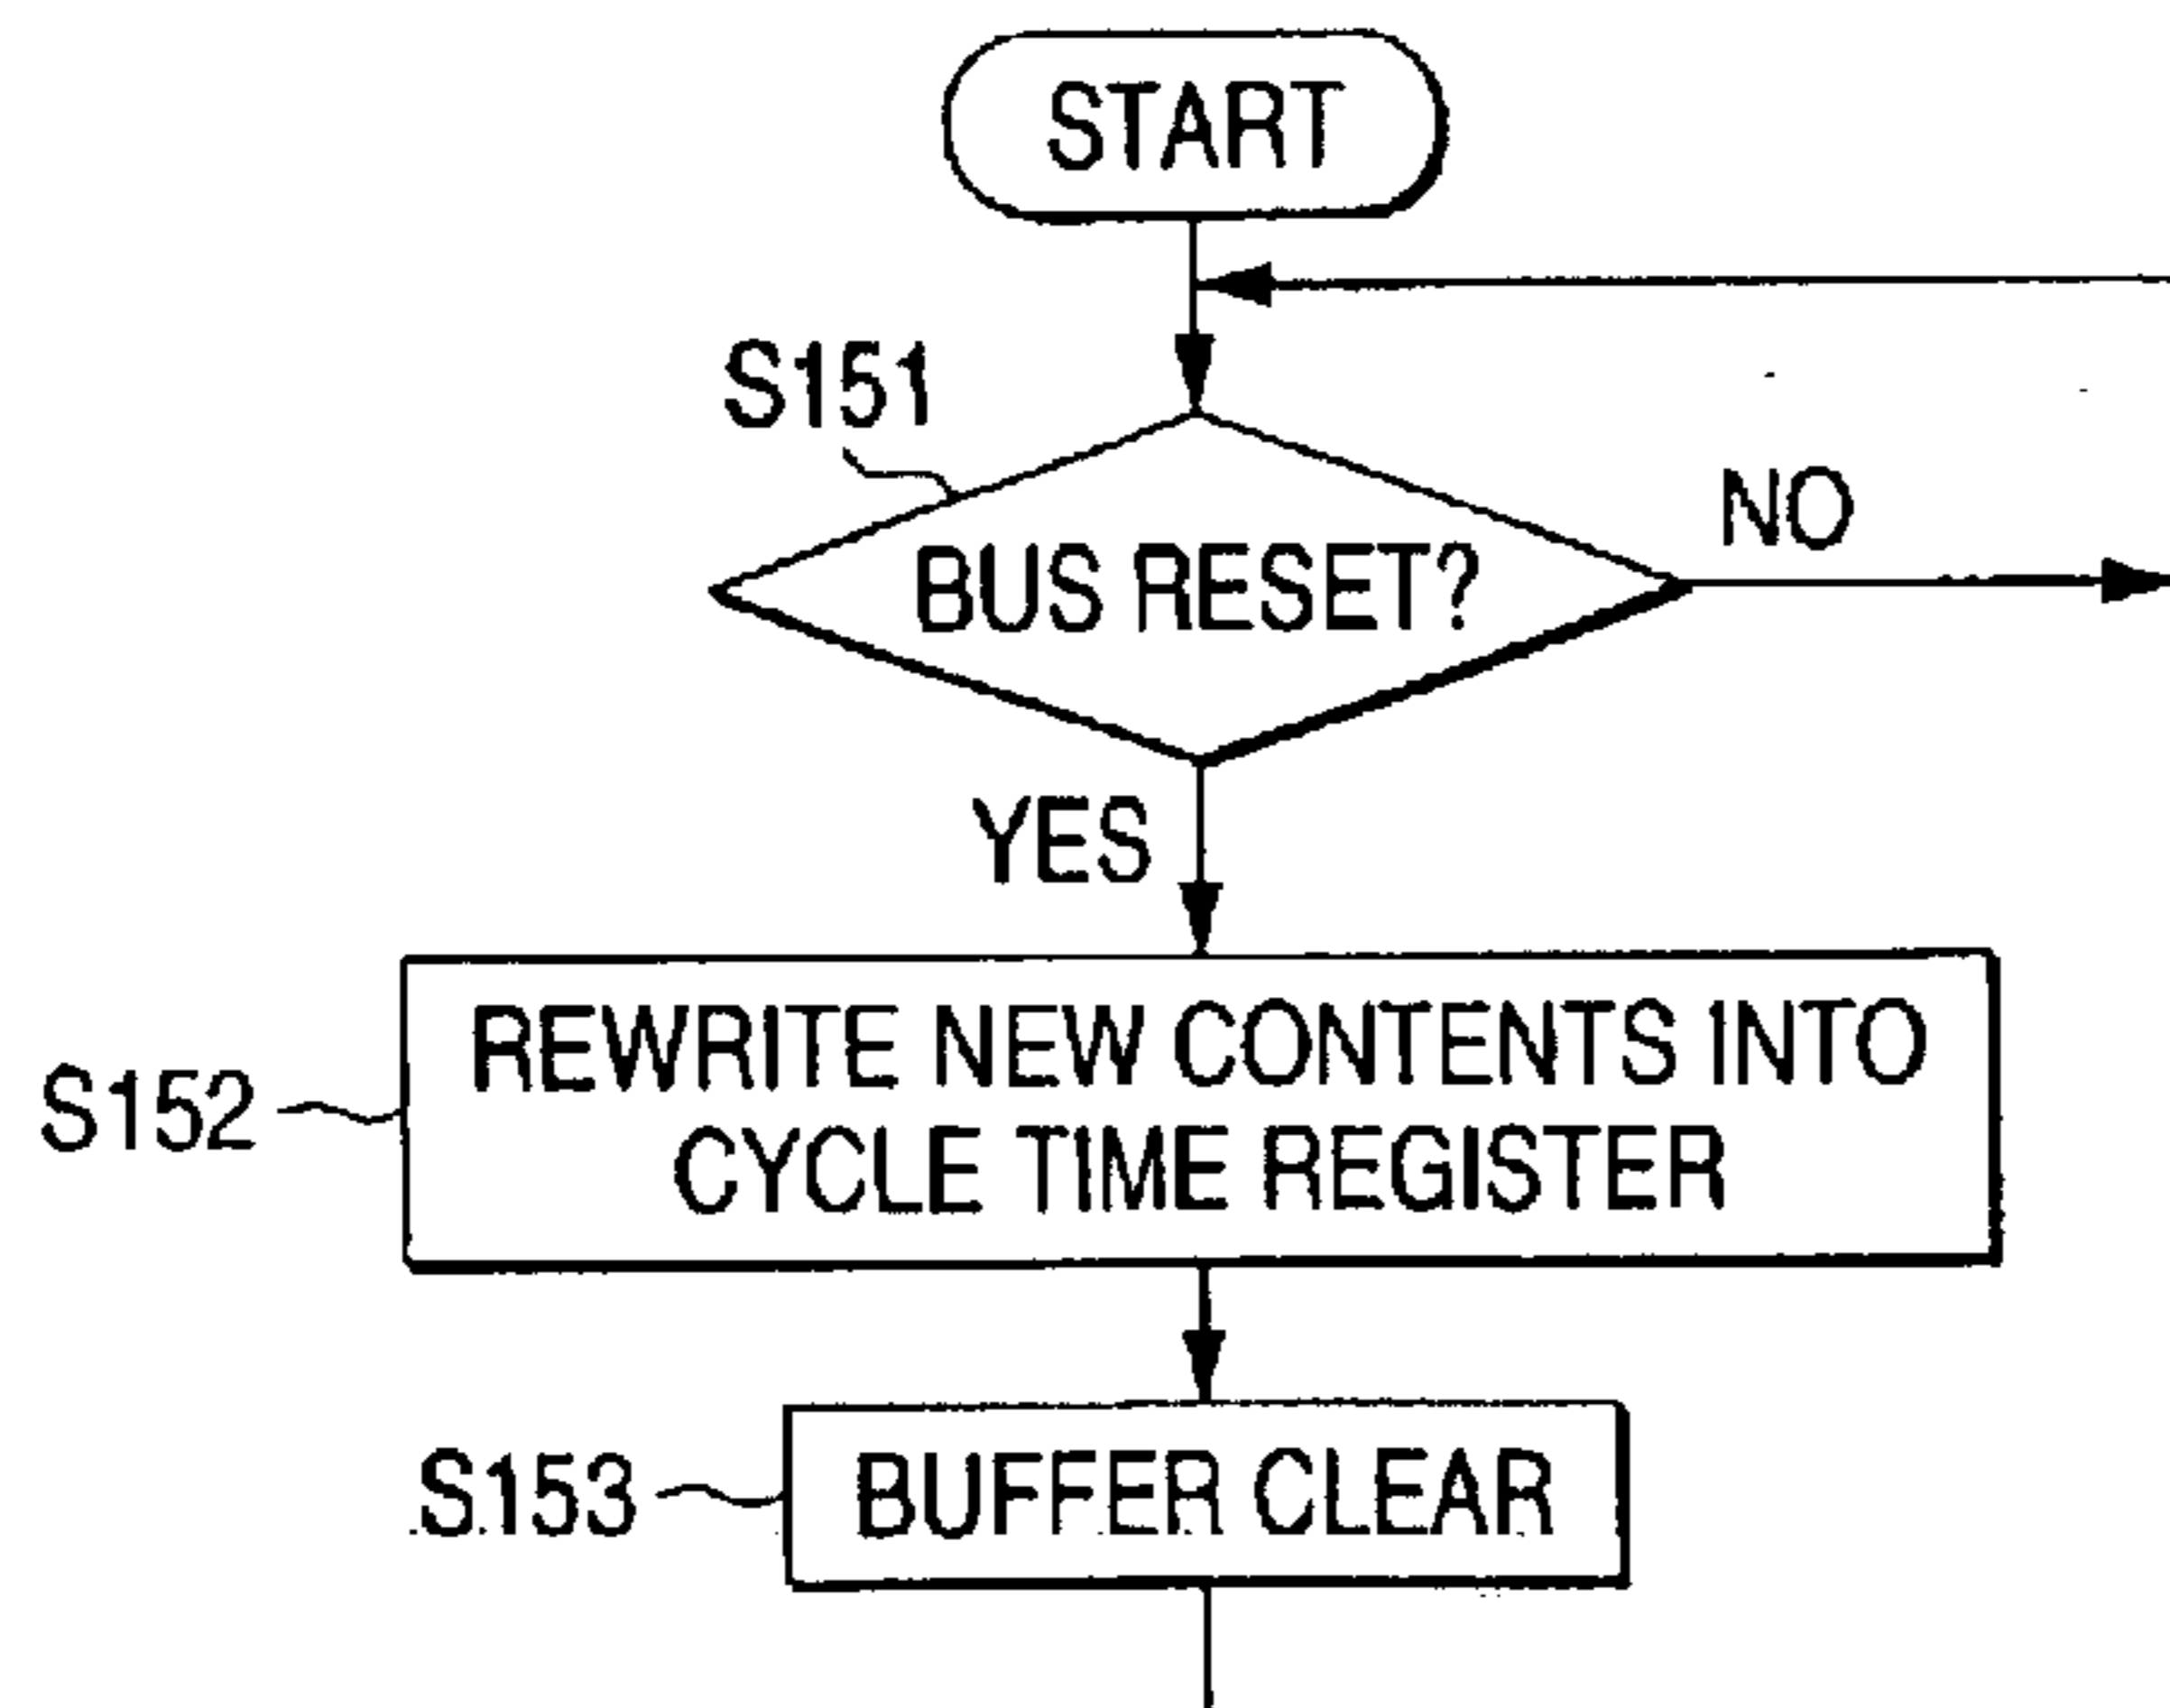 START
S151
BUS RESET?
NO
YES
S152
REWRITE NEW CONTENTS INTO
CYCLE TIME REGISTER
S153
BUFFER CLEAR